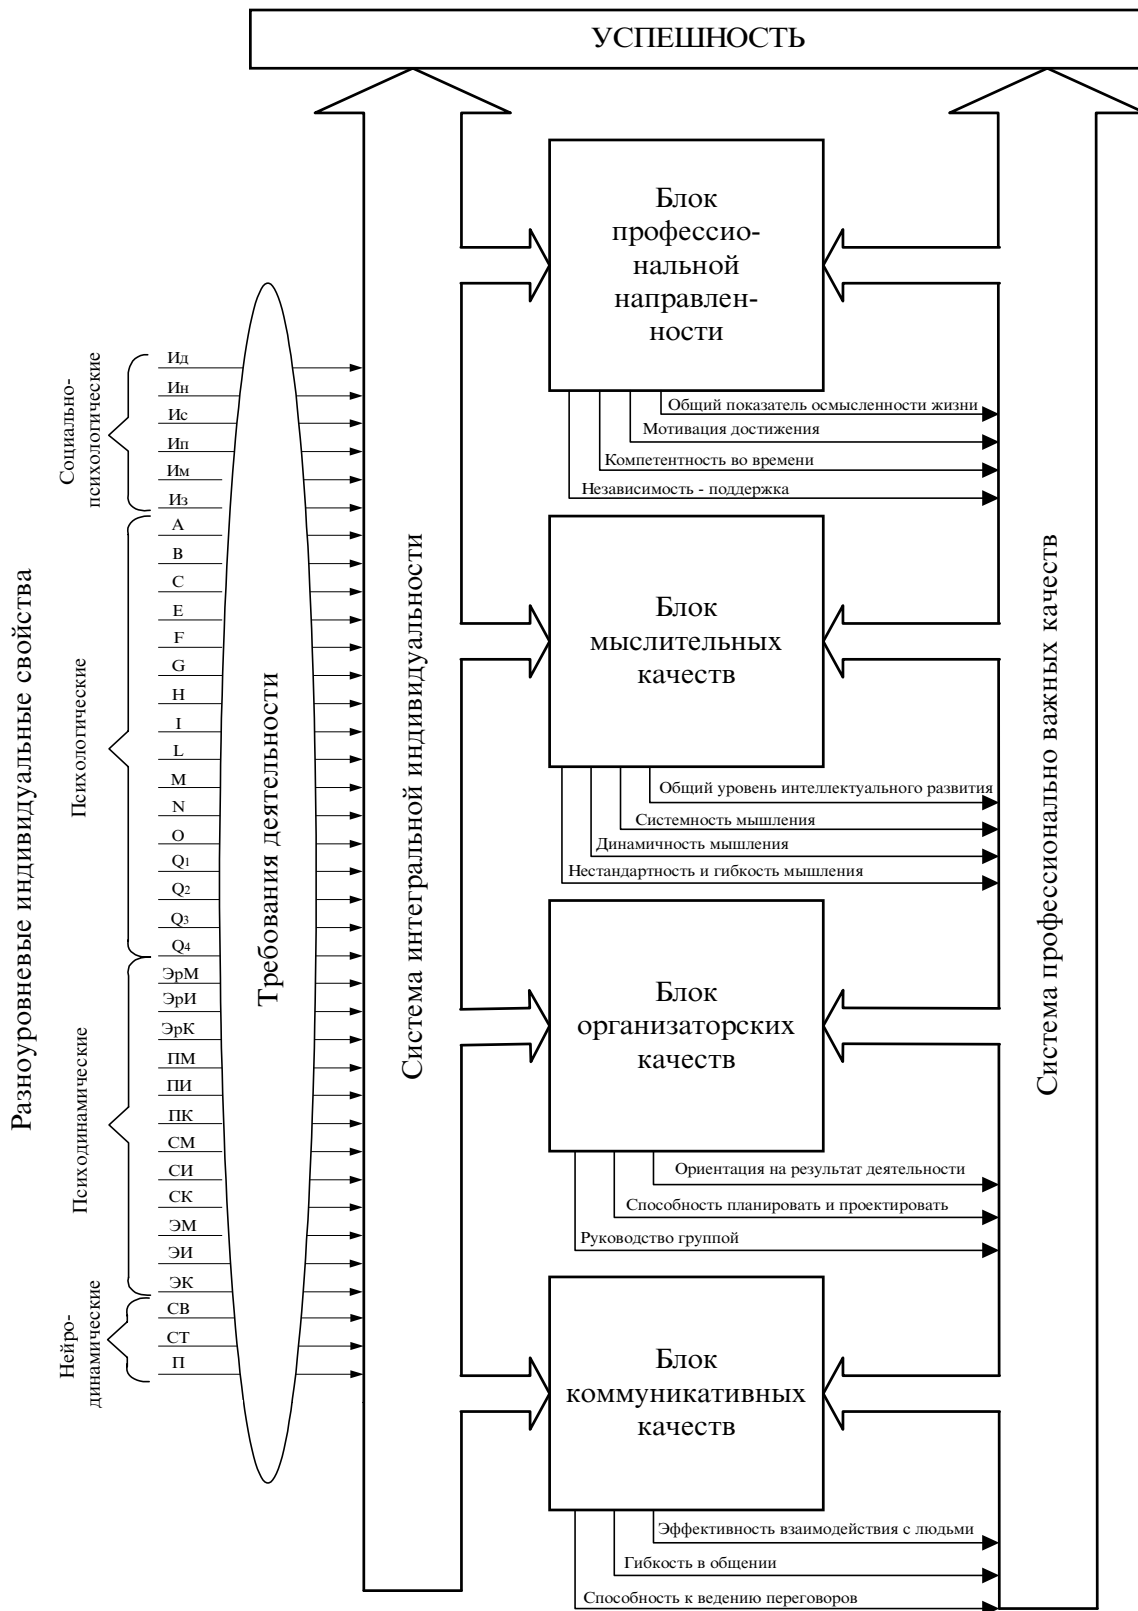 УСПЕШНОСТЬ
Разноуровневые индивидуальные свойства
Социально-
психологические
Психологические
Психодинамические
Нейро-
динамические
Ид
Ин
Ис
Ип
Им
Из
A
B
C
E
F
G
H
I
L
M
N
O
Q1
Q2
Q3
Q4
ЭрМ
ЭрИ
ЭрК
ПМ
ПИ
ПК
СМ
СИ
СК
ЭМ
ЭИ
ЭК
СВ
СТ
П
Требования деятельности
Система интегральной индивидуальности
Блок
профессио-
нальной
направлен-
ности
Общий показатель осмысленности жизни
Мотивация достижения
Компетентность во времени
Независимость - поддержка
Блок
мыслительных
качеств
Общий уровень интеллектуального развития
Системность мышления
Динамичность мышления
Нестандартность и гибкость мышления
Блок
организаторских
качеств
Ориентация на результат деятельности
Способность планировать и проектировать
Руководство группой
Блок
коммуникативных
качеств
Эффективность взаимодействия с людьми
Гибкость в общении
Способность к ведению переговоров
Система профессионально важных качеств